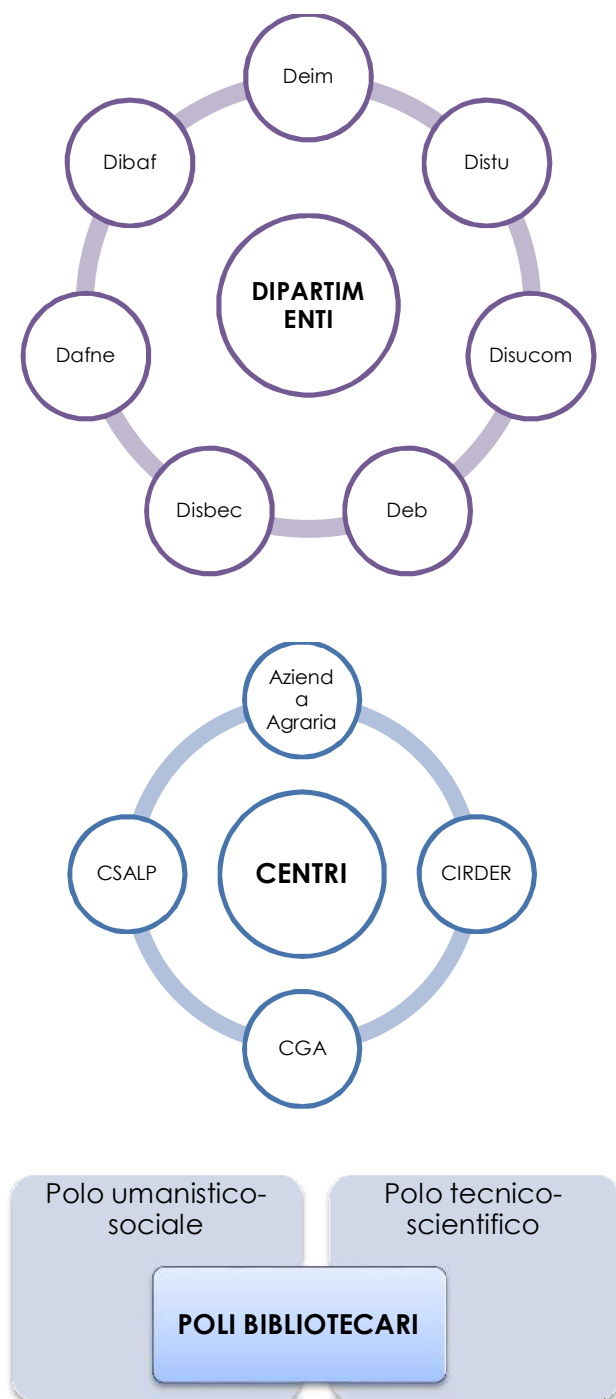 Deim
Dibaf
Distu
DIPARTIM
ENTI
Dafne
Disucom
Disbec
Deb
Aziend
a
Agraria
CSALP
CENTRI
CIRDER
CGA
Polo umanistico-
sociale
Polo tecnico-
scientifico
POLI BIBLIOTECARI